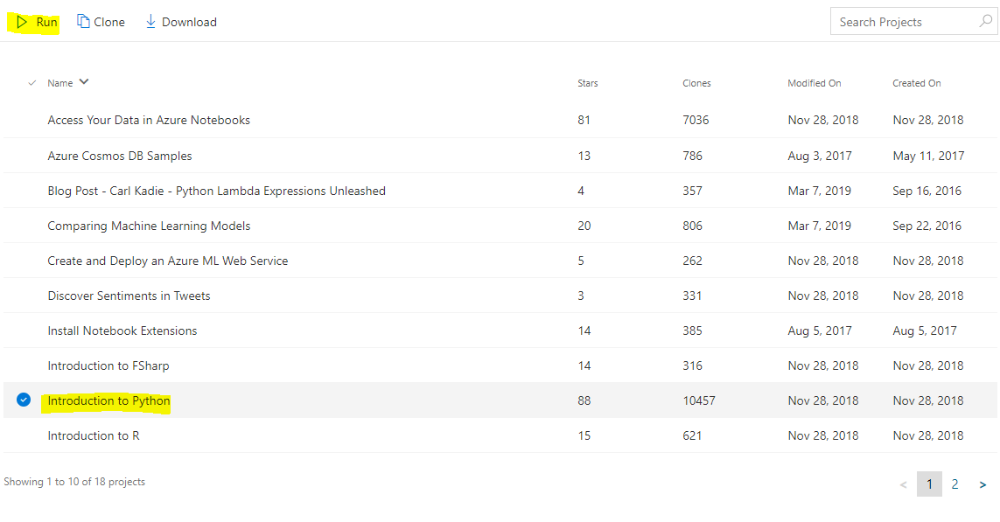 Run Clone Download Search Projects
Name Stars Clones Modified On Created On
Access Your Data in Azure Notebooks 81 7036 Nov 28, 2018 Nov 28, 2018
Azure Cosmos DB Samples 13 786 Aug 3, 2017 May 11, 2017
Blog Post - Carl Kadie - Python Lambda Expressions Unleashed 4 357 Mar 7, 2019 Sep 16, 2016
Comparing Machine Learning Models 20 806 Mar 7, 2019 Sep 22, 2016
Create and Deploy an Azure ML Web Service 5 262 Nov 28, 2018 Nov 28, 2018
Discover Sentiments in Tweets 3 331 Nov 28, 2018 Nov 28, 2018
Install Notebook Extensions 14 385 Aug 5, 2017 Aug 5, 2017
Introduction to FSharp 14 316 Nov 28, 2018 Nov 28, 2018
Introduction to Python 88 10457 Nov 28, 2018 Nov 28, 2018
Introduction to R 15 621 Nov 28, 2018 Nov 28, 2018
Showing 1 to 10 of 18 projects < 1 2 >